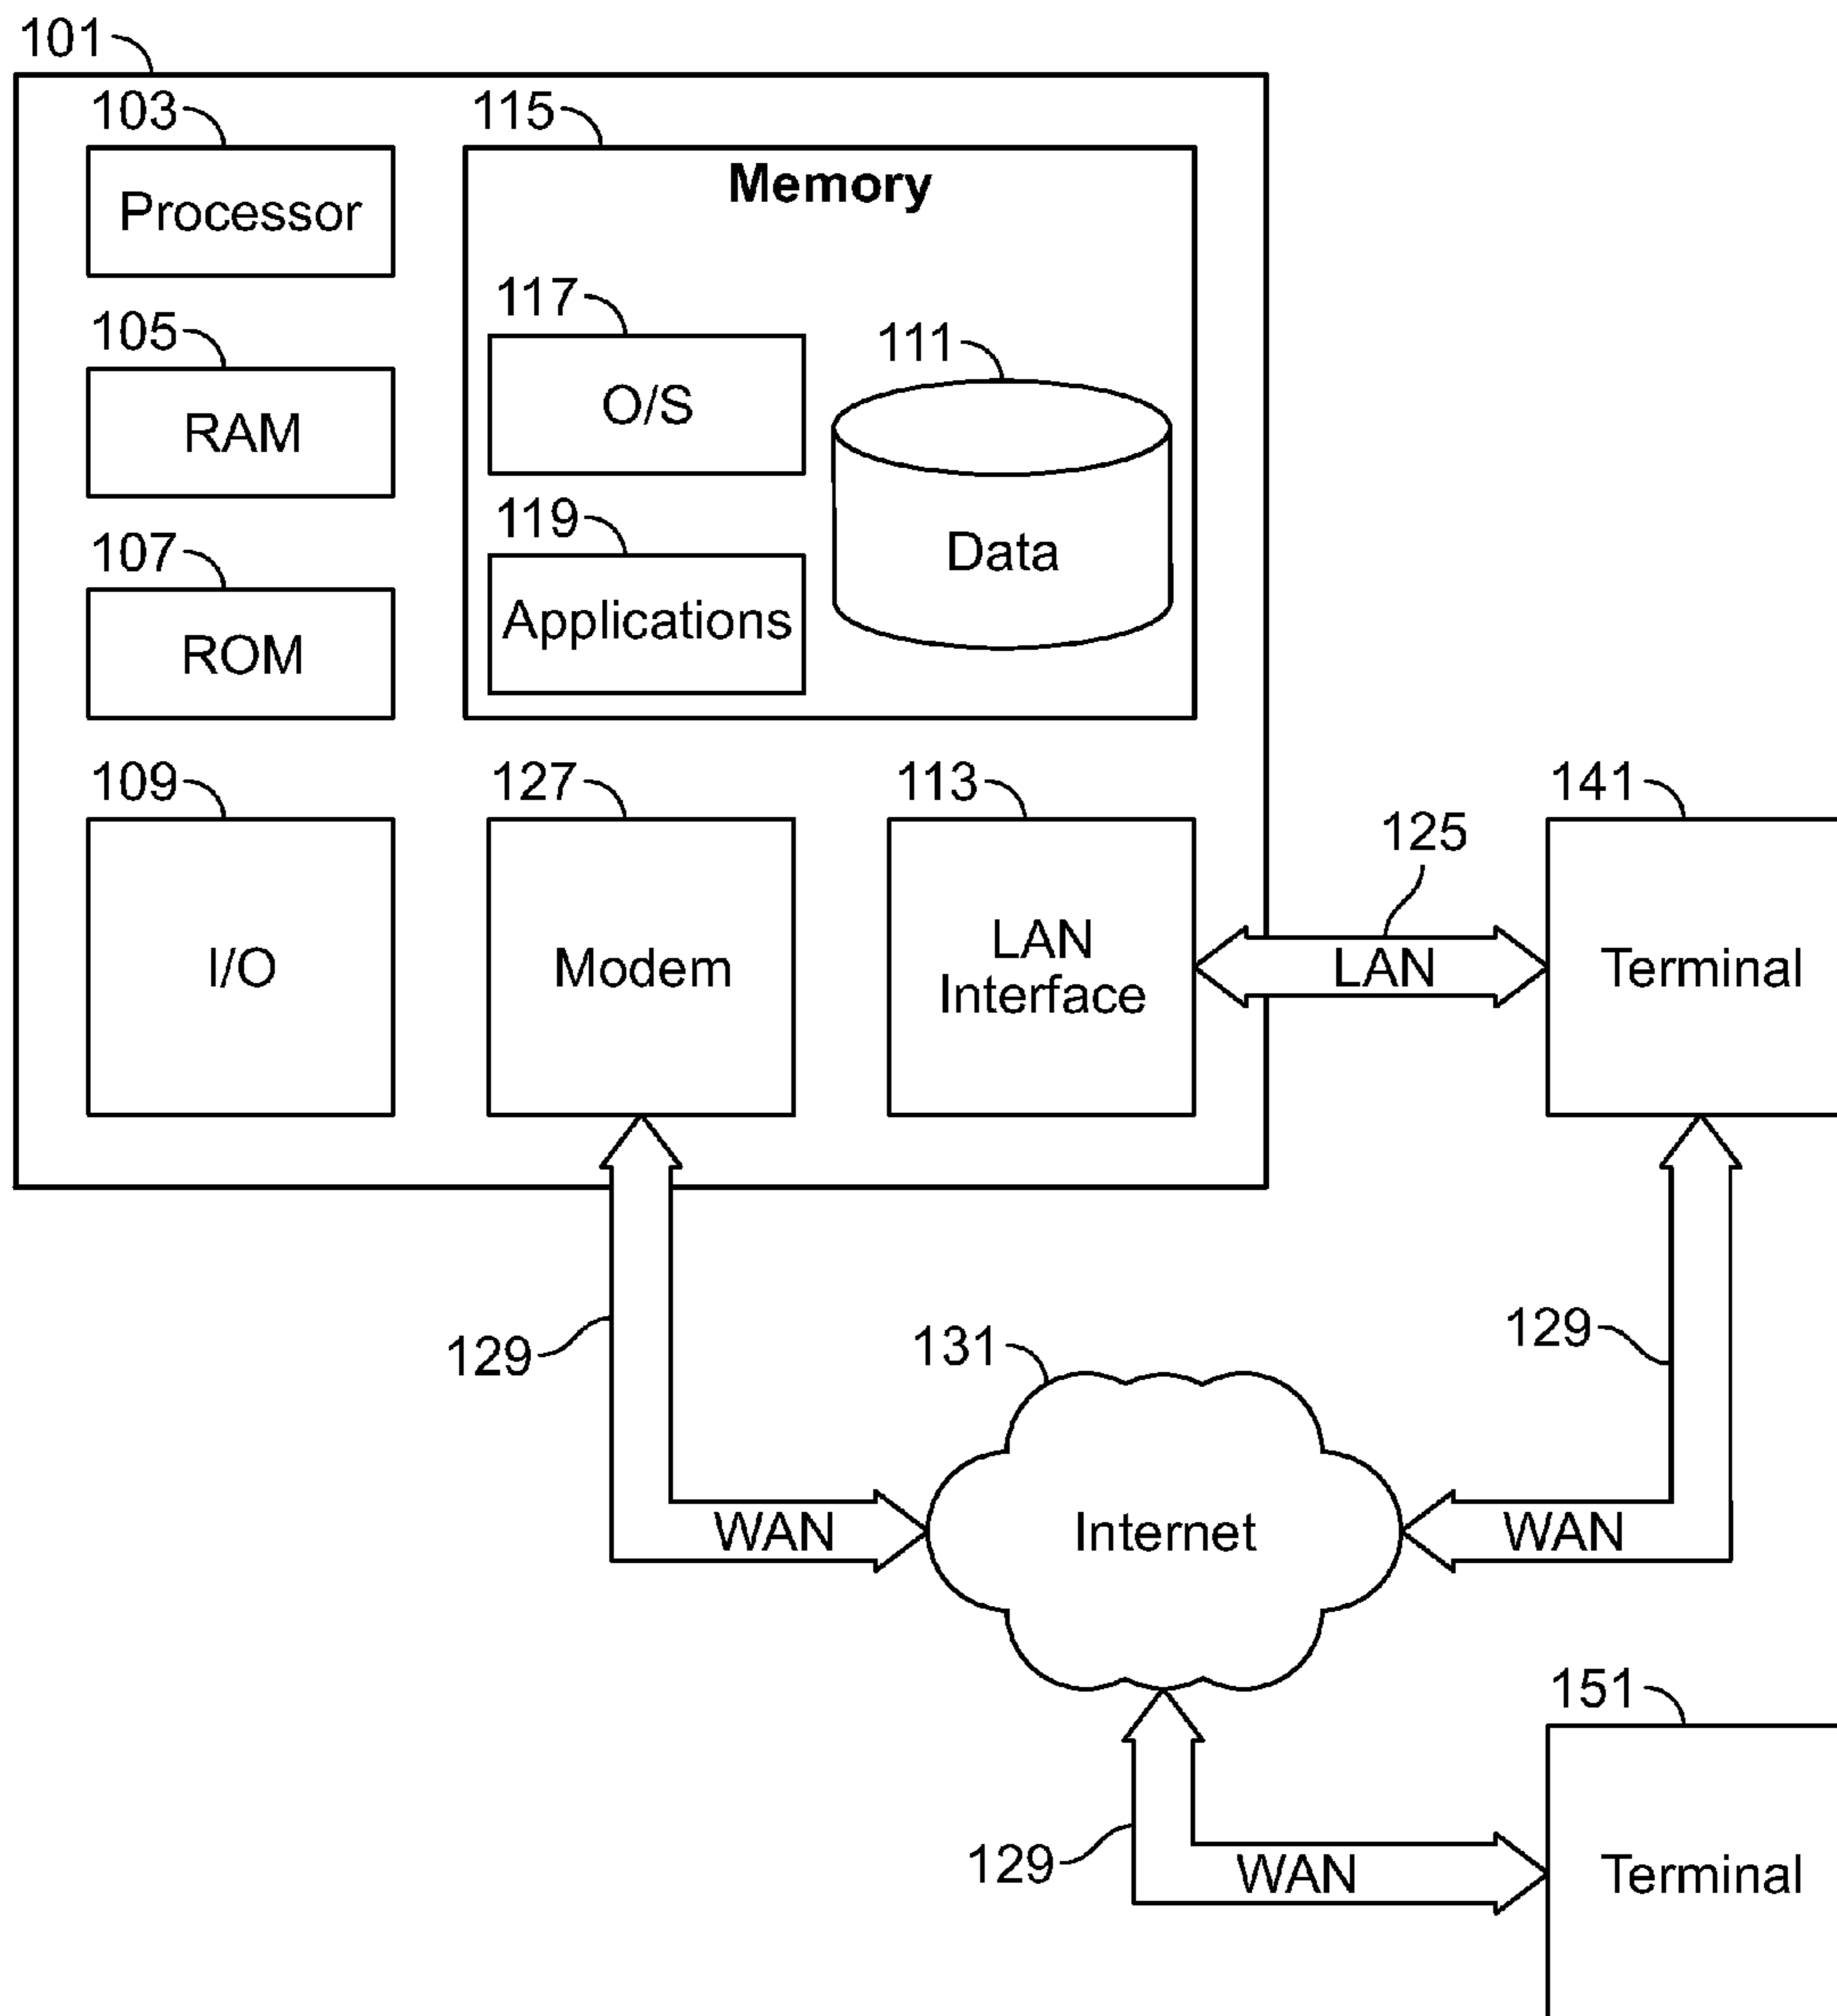 101
103
115
Processor
Memory
105
117
111
RAM
O/S
107
119
Data
ROM
Applications
109
127
113
141
125
I/O
Modem
LAN
Interface
LAN
Terminal
129
131
129
WAN
Internet
WAN
151
129
WAN
Terminal